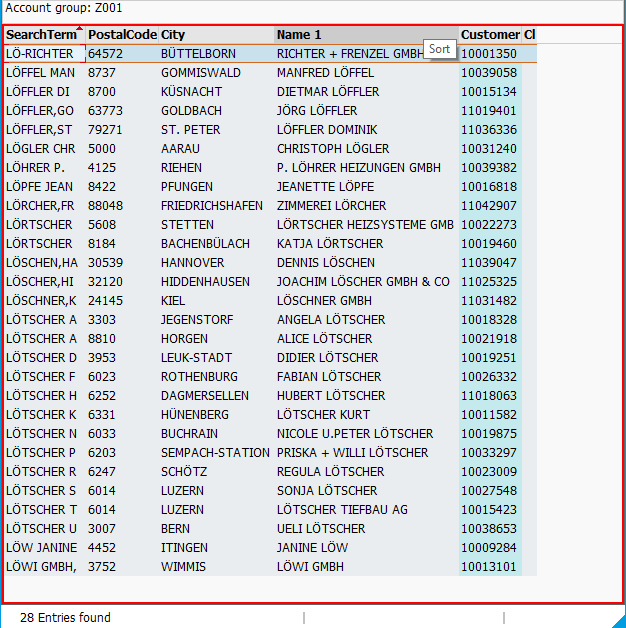 Account group: Z001
SearchTerm PostalCode City Name 1 Customer Cl
Sort
LÖ-RICHTER 64572 BÜTTELBORN RICHTER + FRENZEL GMBH 10001350
LÖFFEL MAN 8737 GOMMISWALD MANFRED LÖFFEL 10039058
LÖFFLER DI 8700 KÜSNACHT DIETMAR LÖFFLER 10015134
LÖFFLER,GO 63773 GOLDBACH JÖRG LÖFFLER 11019401
LÖFFLER,ST 79271 ST. PETER LÖFFLER DOMINIK 11036336
LÖGLER CHR 5000 AARAU CHRISTOPH LÖGLER 10031240
LÖHRER P. 4125 RIEHEN P. LÖHRER HEIZUNGEN GMBH 10039382
LÖPFE JEAN 8422 PFUNGEN JEANETTE LÖPFE 10016818
LÖRCHER,FR 88048 FRIEDRICHSHAFEN ZIMMEREI LÖRCHER 11042907
LÖRTSCHER 5608 STETTEN LÖRTSCHER HEIZSYSTEME GMB 10022273
LÖRTSCHER 8184 BACHENBÜLACH KATJA LÖRTSCHER 10019460
LÖSCHEN,HA 30539 HANNOVER DENNIS LÖSCHEN 11039047
LÖSCHER,HI 32120 HIDDENHAUSEN JOACHIM LÖSCHER GMBH & CO 11025325
LÖSCHNER,K 24145 KIEL LÖSCHNER GMBH 11031482
LÖTSCHER A 3303 JEGENSTORF ANGELA LÖTSCHER 10018328
LÖTSCHER A 8810 HORGEN ALICE LÖTSCHER 10021918
LÖTSCHER D 3953 LEUK-STADT DIDIER LÖTSCHER 10019251
LÖTSCHER F 6023 ROTHENBURG FABIAN LÖTSCHER 10026332
LÖTSCHER H 6252 DAGMERSELLEN HUBERT LÖTSCHER 11018063
LÖTSCHER K 6331 HÜNENBERG LÖTSCHER KURT 10011582
LÖTSCHER N 6033 BUCHRAIN NICOLE U.PETER LÖTSCHER 10019875
LÖTSCHER P 6203 SEMPACH-STATION PRISKA + WILLI LÖTSCHER 10033297
LÖTSCHER R 6247 SCHÖTZ REGULA LÖTSCHER 10023009
LÖTSCHER S 6014 LUZERN SONJA LÖTSCHER 10027548
LÖTSCHER T 6014 LUZERN LÖTSCHER TIEFBAU AG 10015423
LÖTSCHER U 3007 BERN UELI LÖTSCHER 10038653
LÖW JANINE 4452 ITINGEN JANINE LÖW 10009284
LÖWI GMBH, 3752 WIMMIS LÖWI GMBH 10013101
28 Entries found